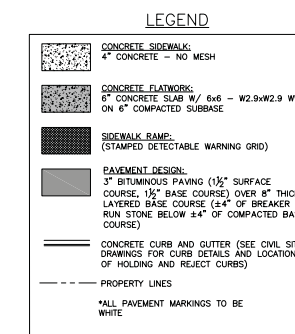 LEGEND
CONCRETE SIDEWALK:
4" CONCRETE – NO MESH
CONCRETE FLATWORK:
6" CONCRETE SLAB W/ 6x6 – W2.9xW2.9 W
ON 6" COMPACTED SUBBASE
SIDEWALK RAMP:
(STAMPED DETECTABLE WARNING GRID)
PAVEMENT DESIGN:
3" BITUMINOUS PAVING (1½" SURFACE
COURSE, 1½" BASE COURSE) OVER 8" THIC
LAYERED BASE COURSE (±4" OF BREAKER
RUN STONE BELOW ±4" OF COMPACTED BA
COURSE)
CONCRETE CURB AND GUTTER (SEE CIVIL SI
DRAWINGS FOR CURB DETAILS AND LOCATION
OF HOLDING AND REJECT CURBS)
PROPERTY LINES
*ALL PAVEMENT MARKINGS TO BE
WHITE